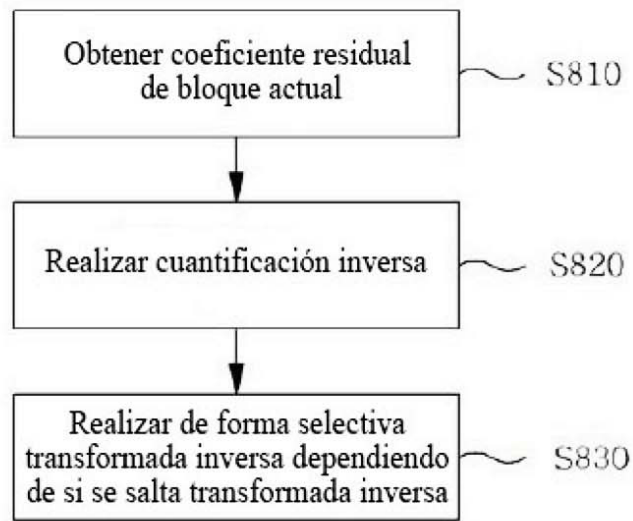 Obtener coeficiente residual
de bloque actual
S810
Realizar cuantificación inversa
S820
Realizar de forma selectiva
transformada inversa dependiendo
de si se salta transformada inversa
S830